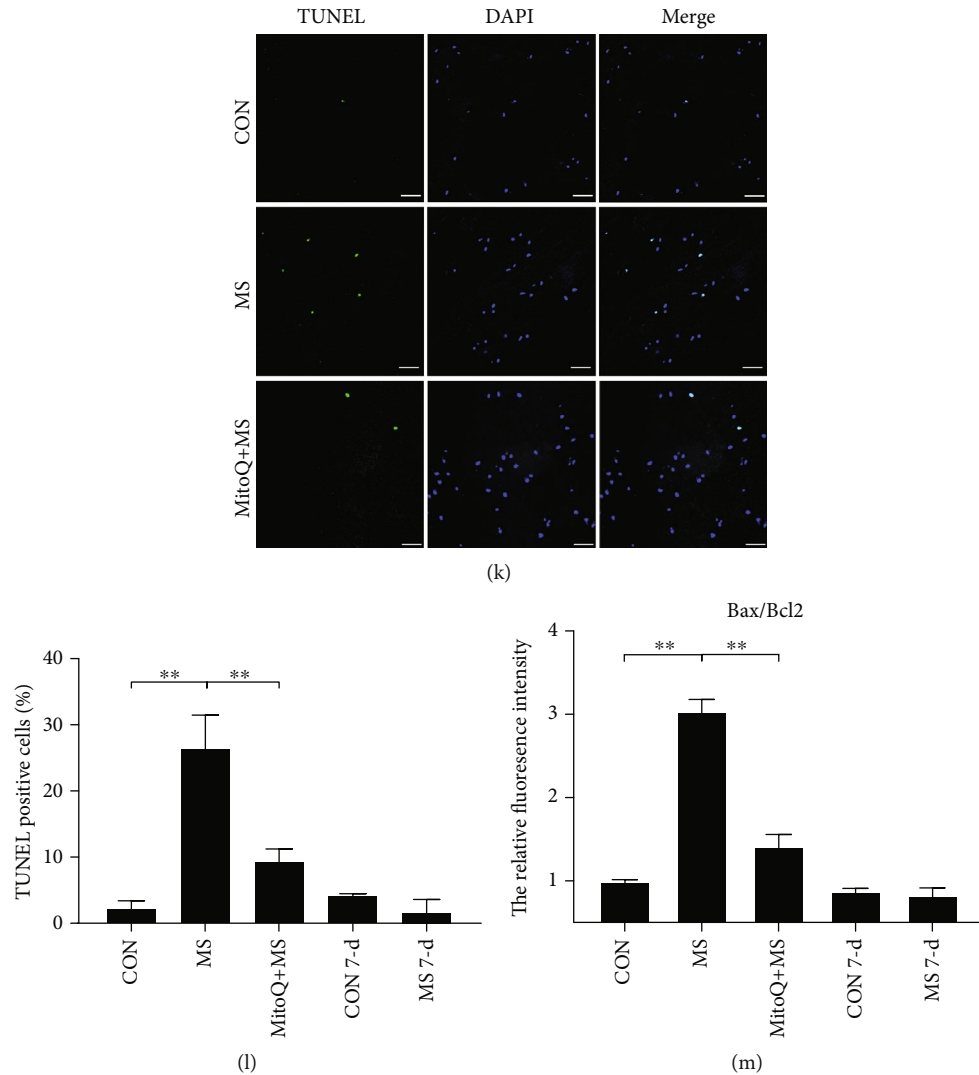 TUNEL DAPI Merge
CON
MS
MitoQ+MS
(k)
TUNEL positive cells (%)
40
30
20
10
0
** **
CON
MS
MitoQ+MS
CON 7-d
MS 7-d
(l)
Bax/Bcl2
The relative fluoresence intensity
4
3
2
1
** **
CON
MS
MitoQ+MS
CON 7-d
MS 7-d
(m)